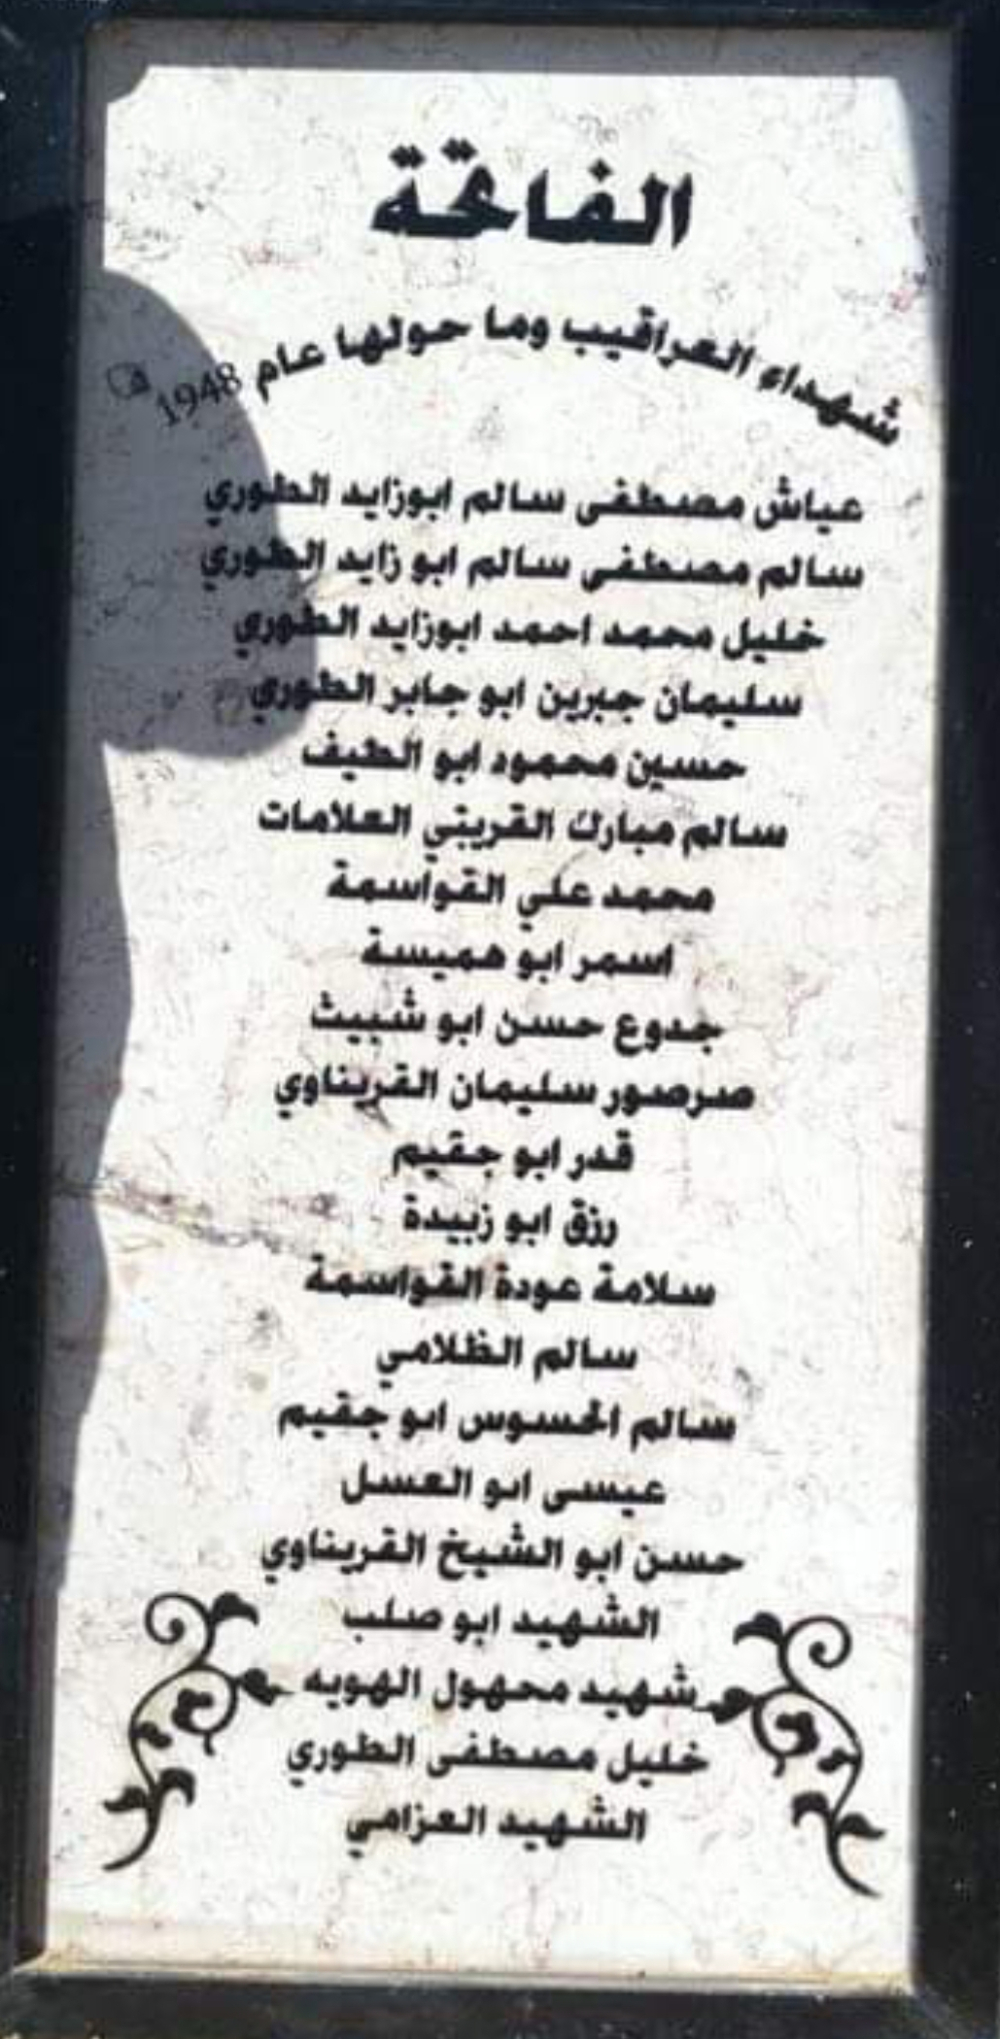 الفاتحة
شهداء العراقيب وما حولها عام 1948
عياش مصطفى سالم ابوزايد الطوري
سالم مصطفى سالم ابو زايد الطوري
خليل محمد احمد ابوزايد الطوري
سليمان جبرين ابو جابر الطوري
حسين محمود ابو الطيف
سالم مبارك القريني العلامات
محمد علي القواسمة
اسمر ابو هميسة
جدوع حسن ابو شبيث
صرصور سليمان القريناوي
قدر ابو جقيم
رزق ابو زبيدة
سلامة عودة القواسمة
سالم الظلامي
سالم الحسوس ابو جقيم
عيسى ابو العسل
حسن ابو الشيخ القريناوي
الشهيد ابو صلب
شهيد محهول الهويه
خليل مصطفى الطوري
الشهيد العزامي